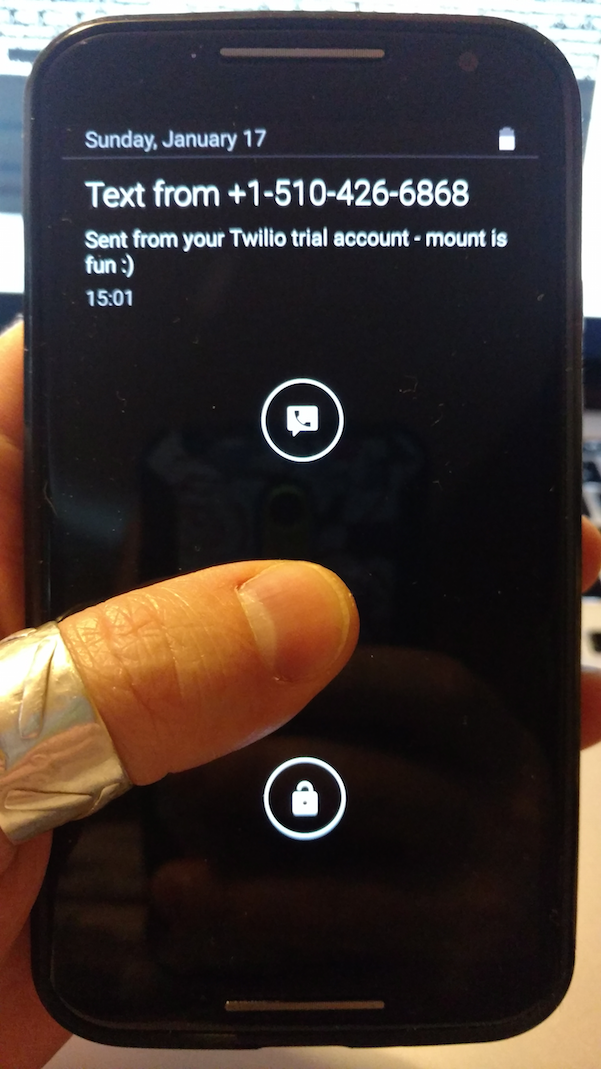 Sunday, January 17
Text from +1-510-426-6868
Sent from your Twilio trial account - mount is
fun :)
15:01